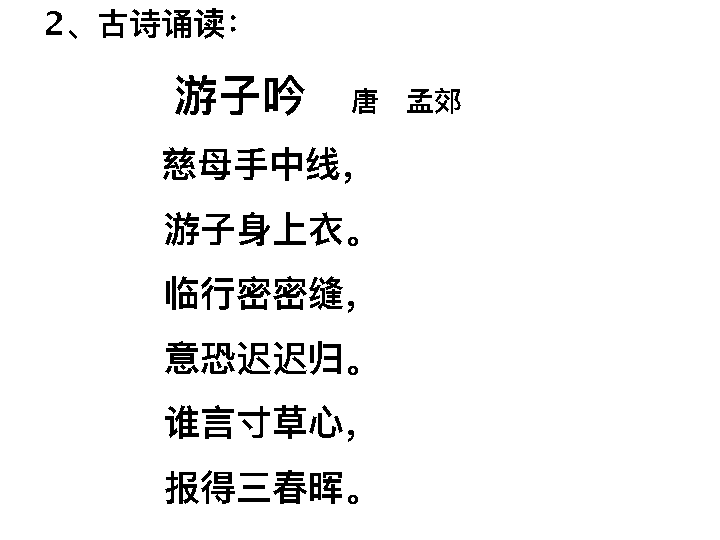 2、古诗诵读：
游子吟 唐 孟郊
慈母手中线，
游子身上衣。
临行密密缝，
意恐迟迟归。
谁言寸草心，
报得三春晖。